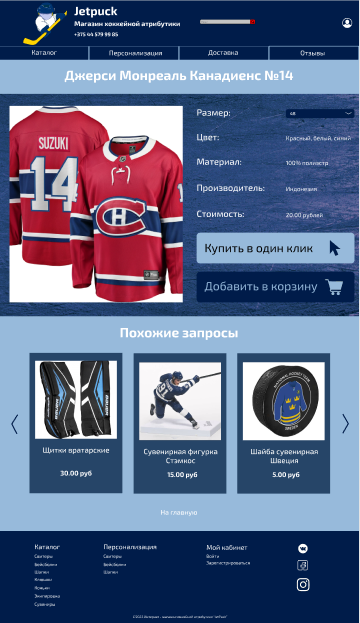 Jetpuck
Магазин хоккейной атрибутики
+375 44 579 99 85
Каталог
Персонализация
Доставка
Отзывы
Джерси Монреаль Канадиенс №14
SUZUKI
14
Размер:
48
Цвет:
Красный, белый, синий
Материал:
100% полиэстр
Производитель:
Индонезия
Стоимость:
20.00 рублей
Купить в один клик
Добавить в корзину
Похожие запросы
Щитки вратарские
30.00 руб
Сувенирная фигурка
Стэмкос
15.00 руб
Шайба сувенирная
Швеция
5.00 руб
На главную
Каталог
Свитеры
Бейсболки
Шапки
Клюшки
Коньки
Экипировка
Сувениры
Персонализация
Свитеры
Бейсболки
Шапки
Мой кабинет
Войти
Зарегистрироваться